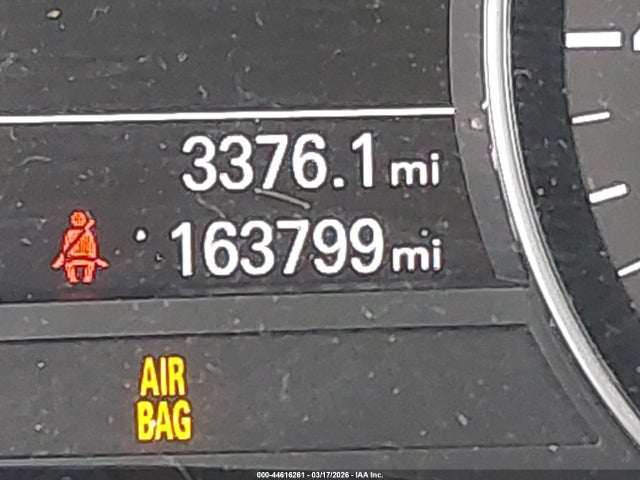 3376.1 mi
163799 mi
AIR
BAG
000-44616261 - 03/17/2026 - IAA Inc.